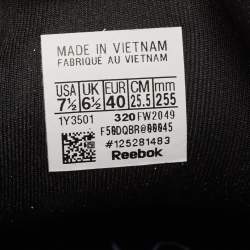 MADE IN VIETNAM
FABRIQUÉ AU VIETNAM
USA UK EUR CM mm
7½ 6½ 40 25.5 255
1Y3501 320 FW2049
#125281483
Reebok